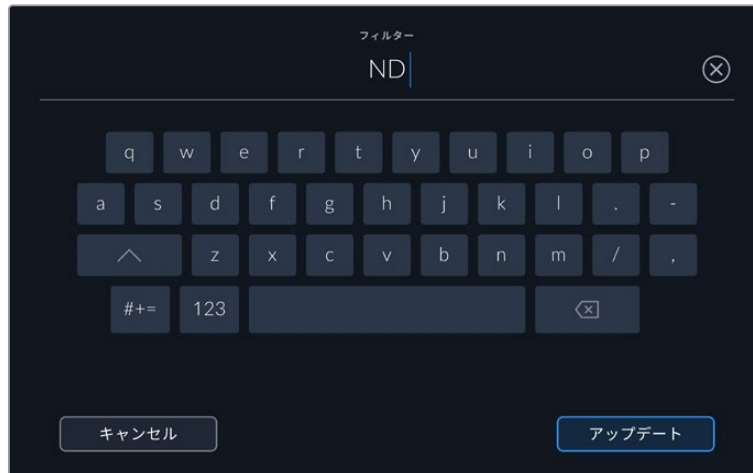 フィルター
ND
q w e r t y u i o p
a s d f g h j k l . -
z x c v b n m / ,
#+= 123
キャンセル アップデート